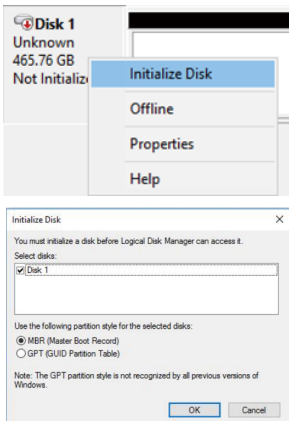 Disk 1
Unknown
465.76 GB
Not Initialize
Initialize Disk
Offline
Properties
Help
Initialize Disk
You must initialize a disk before Logical Disk Manager can access it.
Select disks:
Disk 1
Use the following partition style for the selected disks:
MBR (Master Boot Record)
GPT (GUID Partition Table)
Note: The GPT partition style is not recognized by all previous versions of
Windows.
OK Cancel